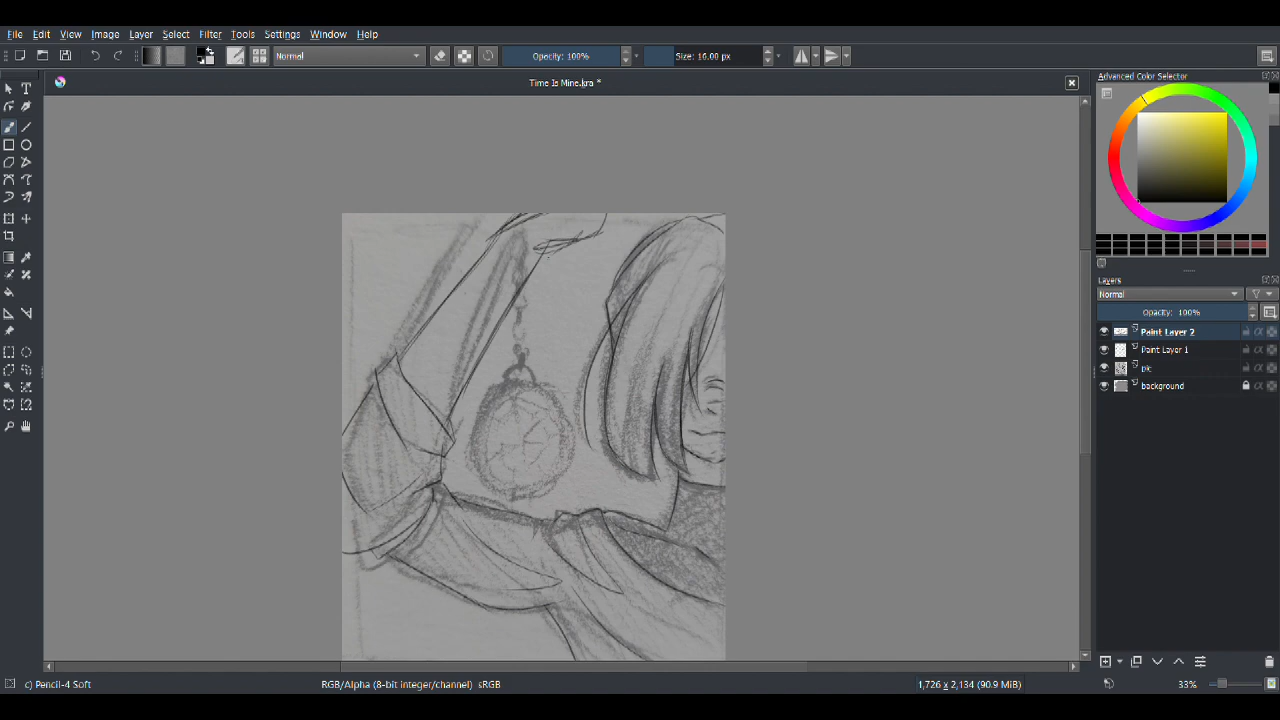 File Edit View Image Layer Select Filter Tools Settings Window Help
Normal Opacity: 100% Size: 16.00 px
Time Is Mine.kra *
Advanced Color Selector
Layers
Normal
Opacity: 100%
Paint Layer 2
Paint Layer 1
pic
background
c) Pencil-4 Soft RGB/Alpha (8-bit integer/channel) sRGB 1,726 x 2,134 (90.9 MiB) 33%